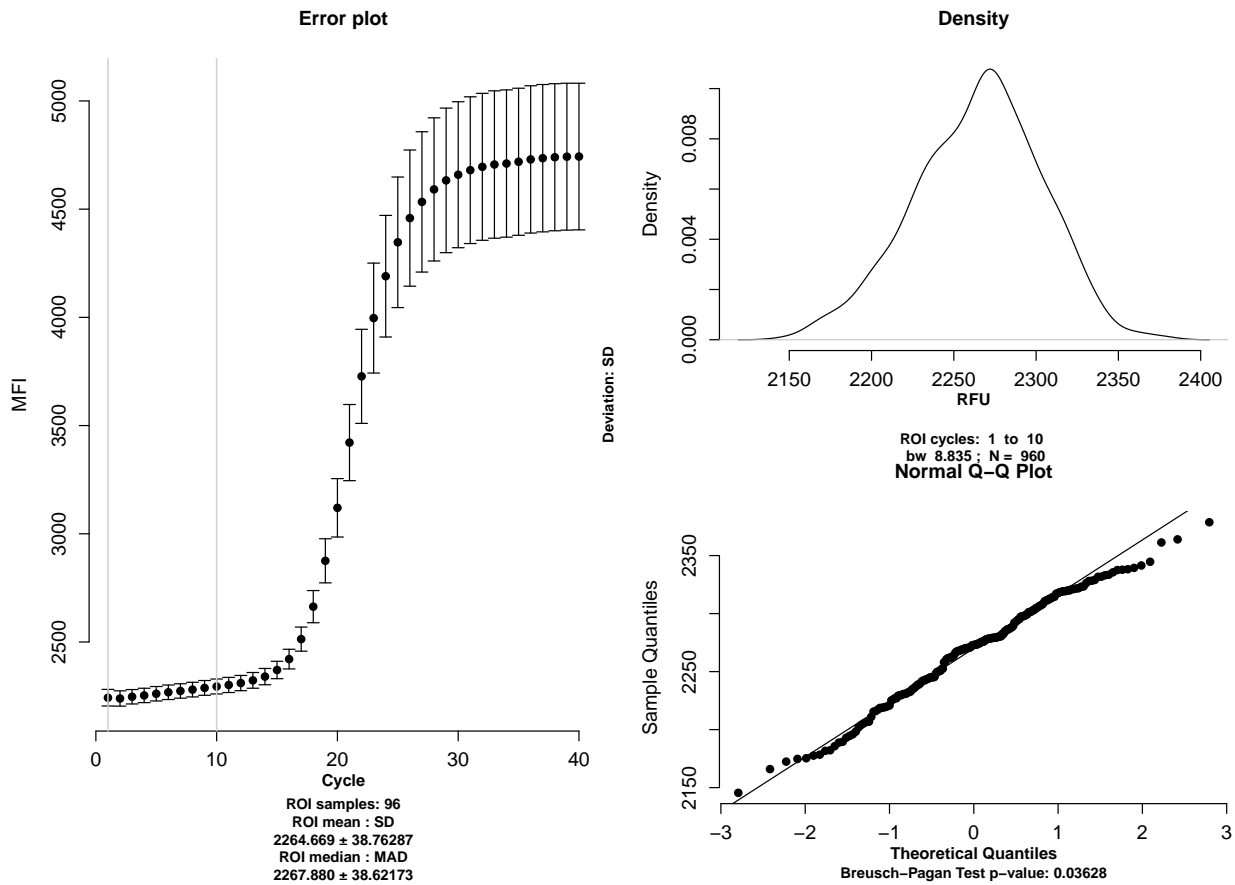 Error plot
MFI
2500
3000
3500
4000
4500
5000
0
10
20
30
40
Cycle
ROI samples: 96
ROI mean : SD
2264.669 ± 38.76287
ROI median : MAD
2267.880 ± 38.62173
Deviation: SD
Density
Density
0.000
0.004
0.008
2150
2200
2250
2300
2350
2400
RFU
ROI cycles: 1 to 10
bw 8.835 ; N = 960
Normal Q−Q Plot
Sample Quantiles
2150
2250
2350
−3
−2
−1
0
1
2
3
Theoretical Quantiles
Breusch−Pagan Test p−value: 0.03628